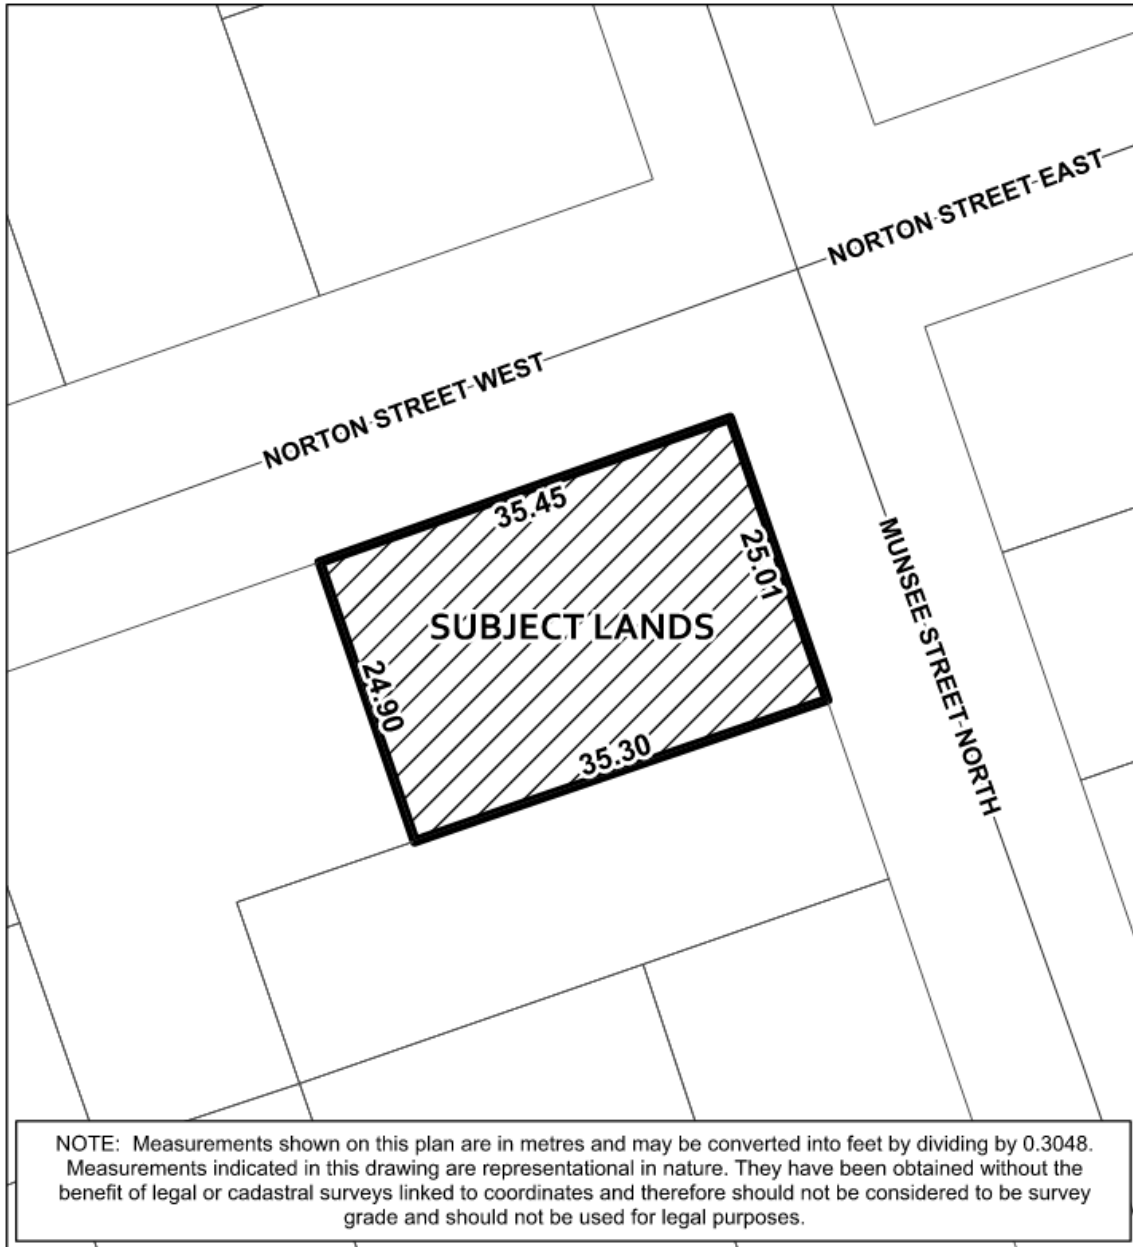 NORTON STREET EAST
NORTON STREET WEST
35.45
25.01
MUNSEE STREET NORTH
SUBJECT LANDS
24.90
35.30
NOTE: Measurements shown on this plan are in metres and may be converted into feet by dividing by 0.3048.
Measurements indicated in this drawing are representational in nature. They have been obtained without the
benefit of legal or cadastral surveys linked to coordinates and therefore should not be considered to be survey
grade and should not be used for legal purposes.